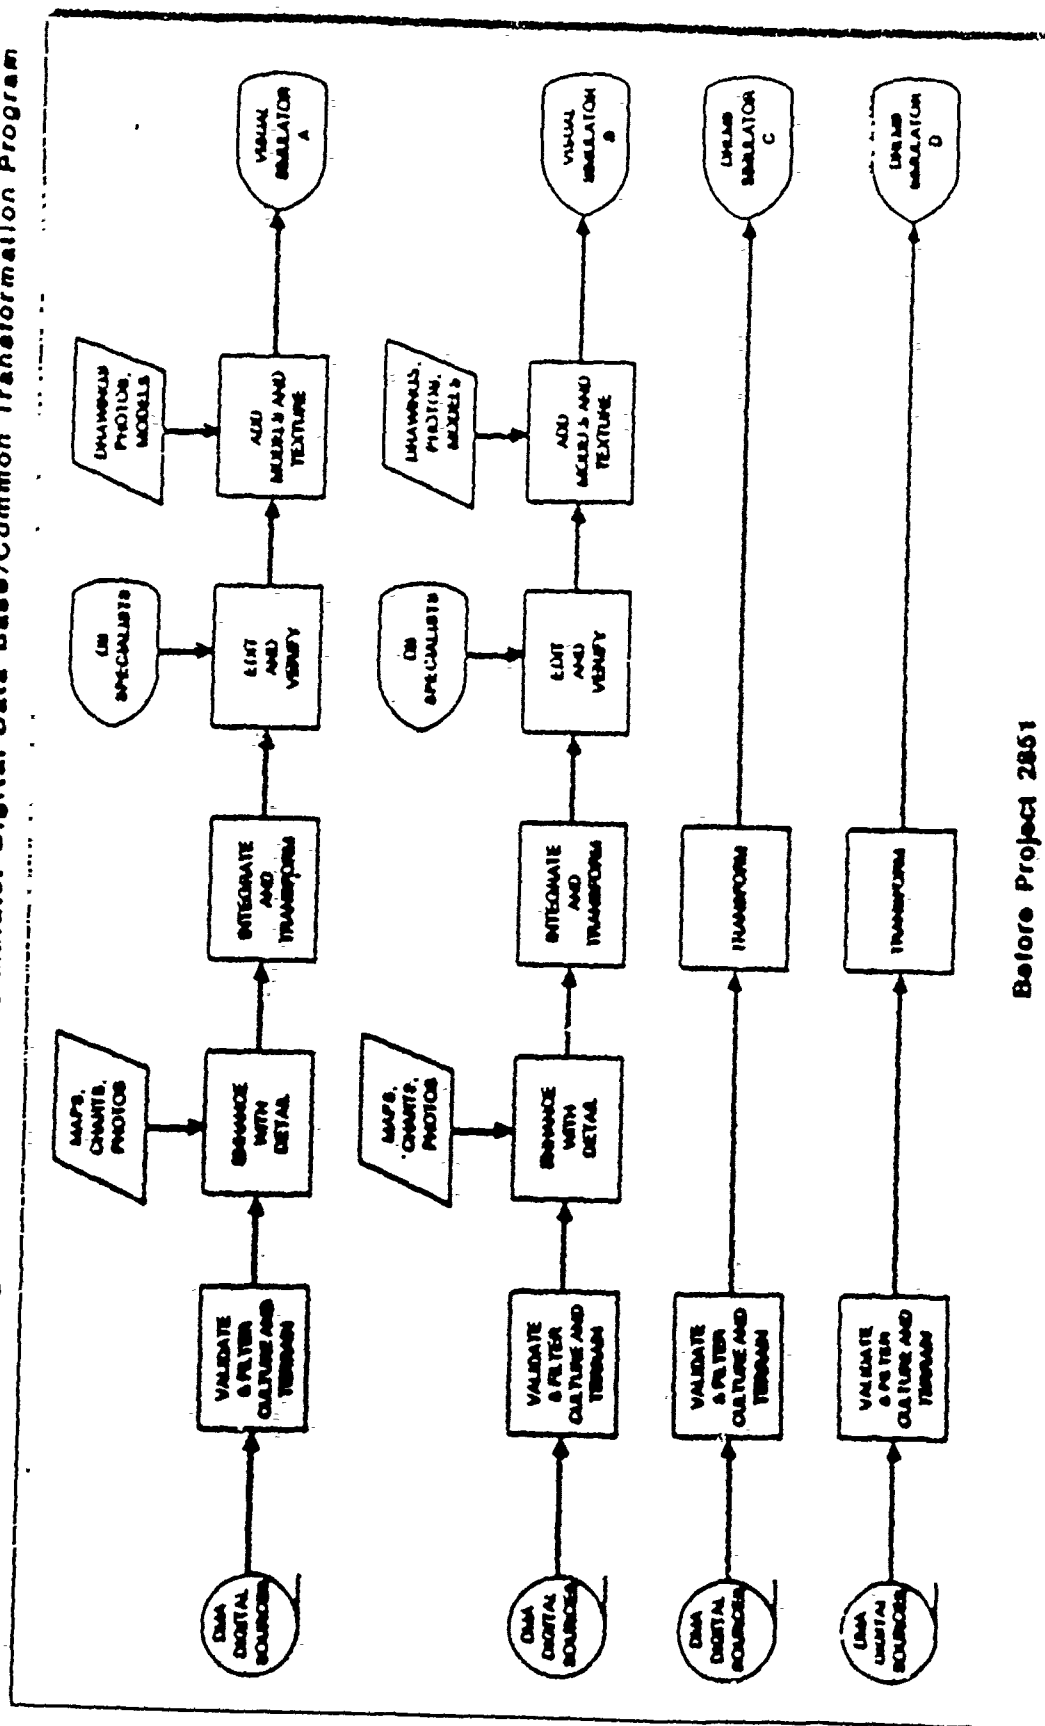 Digital Data Base/Common Transformation Program
DRAWINGS
PHOTOS,
MODELS
MAPS,
CHARTS,
PHOTOS
DB
SPECIALISTS
DMA
DIGITAL
SOURCES
VALIDATE
& FILTER
CULTURE AND
TERRAIN
ENHANCE
WITH
DETAIL
INTEGRATE
AND
TRANSFORM
EDIT
AND
VERIFY
ADD
MODELS AND
TEXTURE
VISUAL
SIMULATOR
A
MAPS,
CHARTS,
PHOTOS
DB
SPECIALISTS
DRAWINGS,
PHOTOS,
MODELS
DMA
DIGITAL
SOURCES
VALIDATE
& FILTER
CULTURE AND
TERRAIN
ENHANCE
WITH
DETAIL
INTEGRATE
AND
TRANSFORM
EDIT
AND
VERIFY
ADD
MODELS AND
TEXTURE
VISUAL
SIMULATOR
B
DMA
DIGITAL
SOURCES
VALIDATE
& FILTER
CULTURE AND
TERRAIN
TRANSFORM
DRLMS
SIMULATOR
C
DMA
DIGITAL
SOURCES
VALIDATE
& FILTER
CULTURE AND
TERRAIN
TRANSFORM
DRLMS
SIMULATOR
D
Before Project 2851